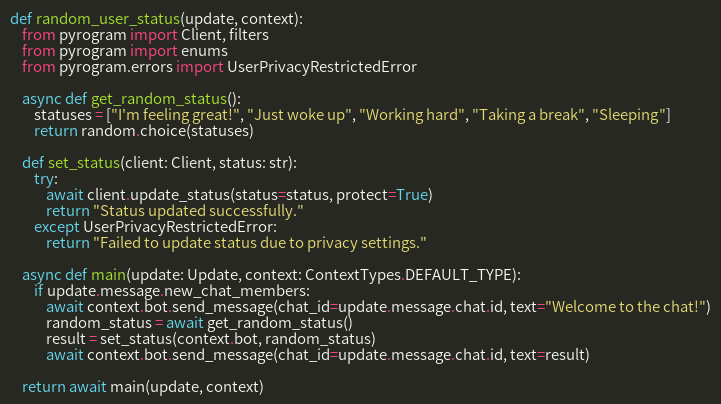 def random_user_status(update, context):
    from pyrogram import Client, filters
    from pyrogram import enums
    from pyrogram.errors import UserPrivacyRestrictedError

    async def get_random_status():
        statuses = ["I'm feeling great!", "Just woke up", "Working hard", "Taking a break", "Sleeping"]
        return random.choice(statuses)

    def set_status(client: Client, status: str):
        try:
            await client.update_status(status=status, protect=True)
            return "Status updated successfully."
        except UserPrivacyRestrictedError:
            return "Failed to update status due to privacy settings."

    async def main(update: Update, context: ContextTypes.DEFAULT_TYPE):
        if update.message.new_chat_members:
            await context.bot.send_message(chat_id=update.message.chat.id, text="Welcome to the chat!")
            random_status = await get_random_status()
            result = set_status(context.bot, random_status)
            await context.bot.send_message(chat_id=update.message.chat.id, text=result)

    return await main(update, context)